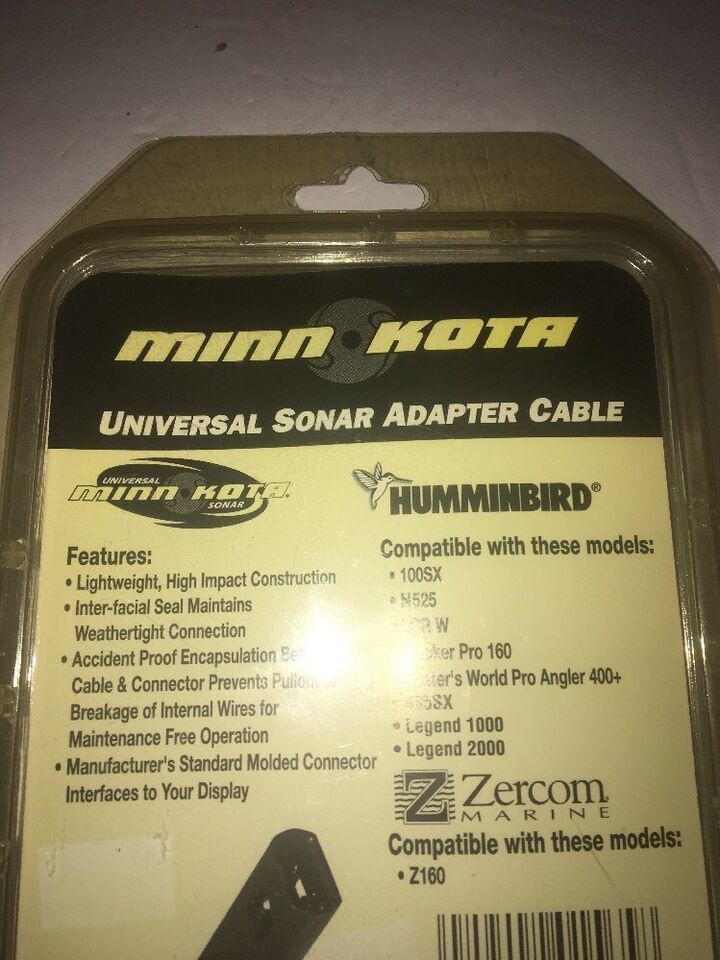 MINN KOTA
UNIVERSAL SONAR ADAPTER CABLE
UNIVERSAL
MINN KOTA®
SONAR
Features:
• Lightweight, High Impact Construction
• Inter-facial Seal Maintains
Weathertight Connection
• Accident Proof Encapsulation
Cable & Connector Prevents Pullout
Breakage of Internal Wires for
Maintenance Free Operation
• Manufacturer's Standard Molded Connector
Interfaces to Your Display
HUMMINBIRD®
Compatible with these models:
• 100SX
• N525
W
Pro 160
World Pro Angler 400+
• Legend 1000
• Legend 2000
Z Zercom
MARINE
Compatible with these models:
• Z160